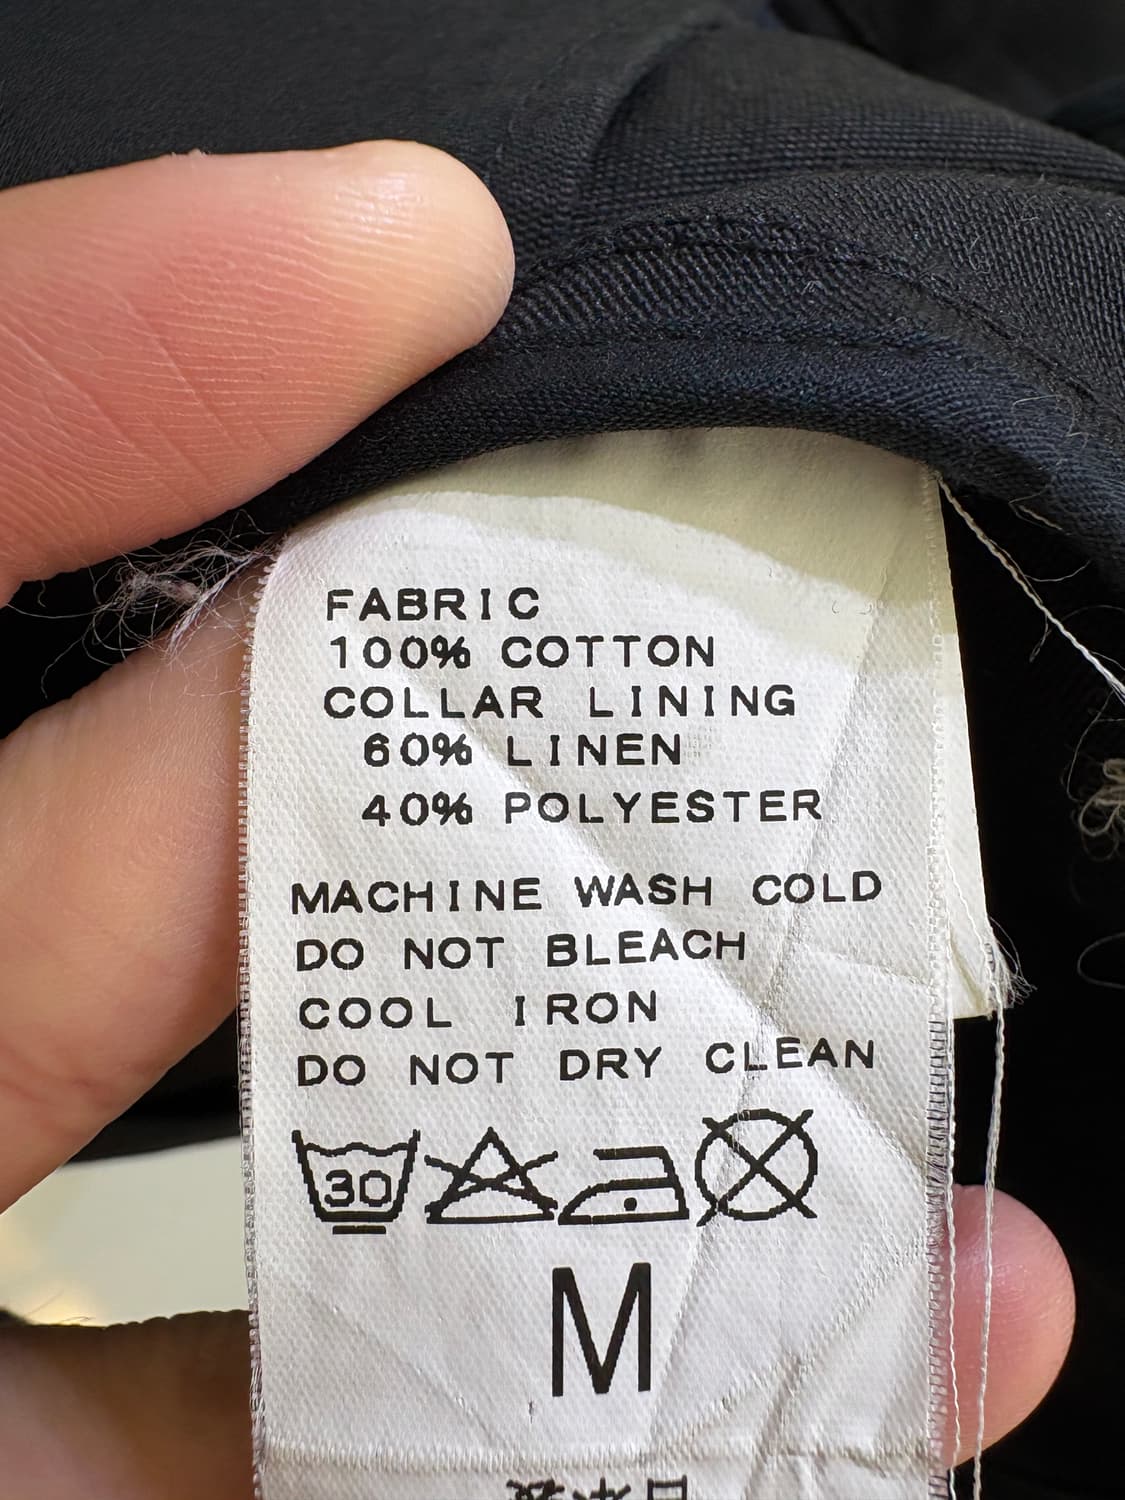 FABRIC
100% COTTON
COLLAR LINING
60% LINEN
40% POLYESTER
MACHINE WASH COLD
DO NOT BLEACH
COOL IRON
DO NOT DRY CLEAN
30
M